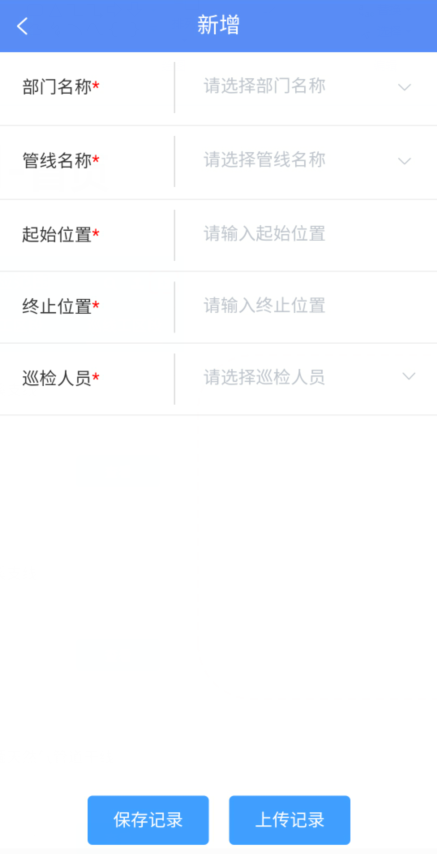 新增
部门名称* 请选择部门名称
管线名称* 请选择管线名称
起始位置* 请输入起始位置
终止位置* 请输入终止位置
巡检人员* 请选择巡检人员
保存记录 上传记录